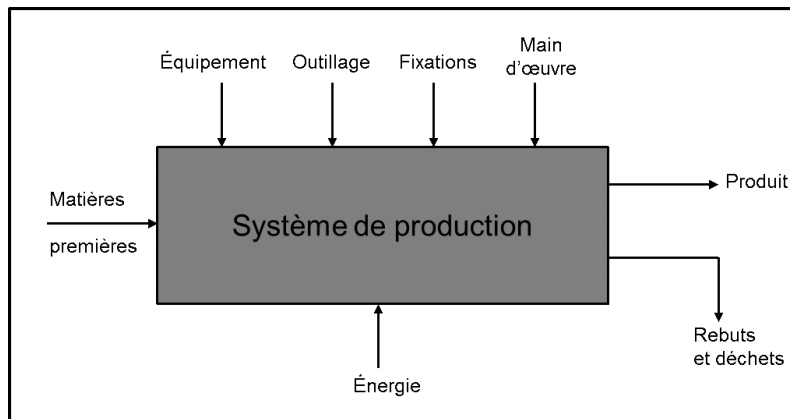 Équipement
Outillage
Fixations
Main
d'œuvre
Matières
premières
Système de production
Produit
Rebuts
et déchets
Énergie